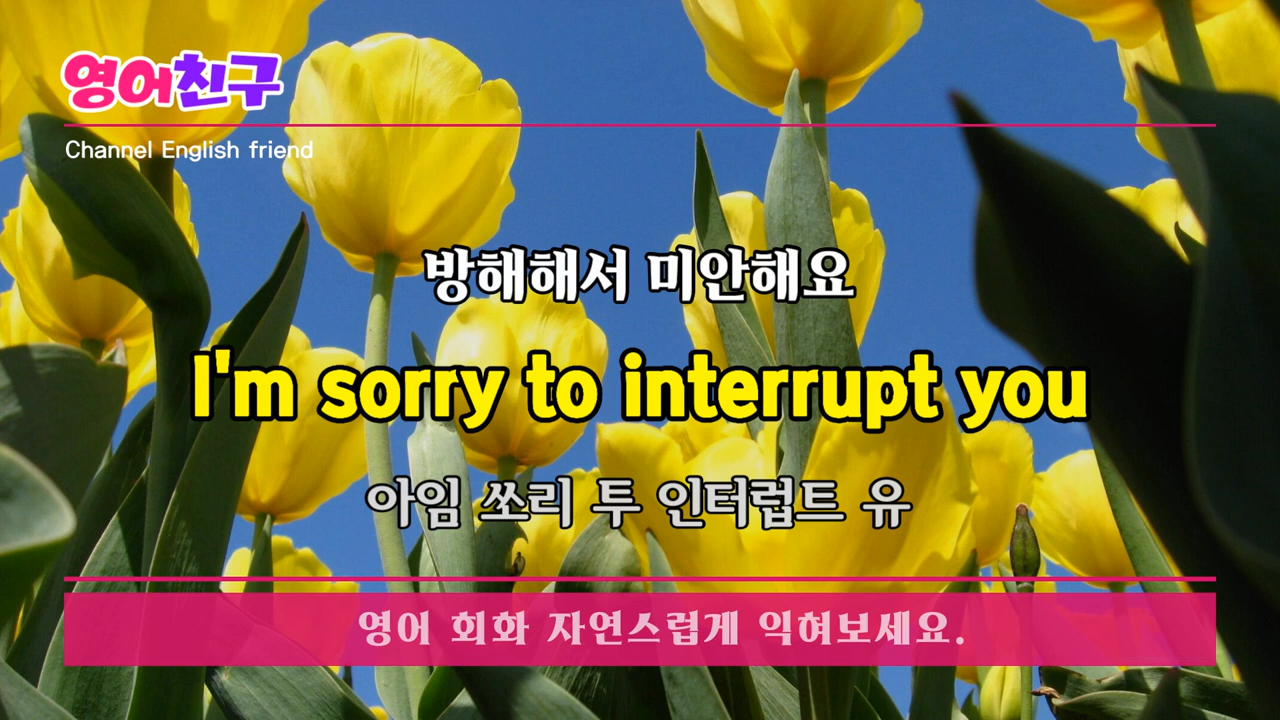 영어친구
Channel English friend
방해해서 미안해요
I'm sorry to interrupt you
아임 쏘리 투 인터럽트 유
영어 회화 자연스럽게 익혀보세요.